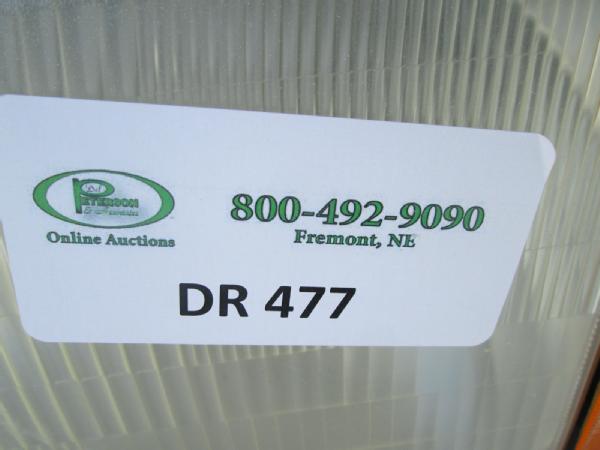 PETERSON
800-492-9090
Online Auctions
Fremont, NE
DR 477